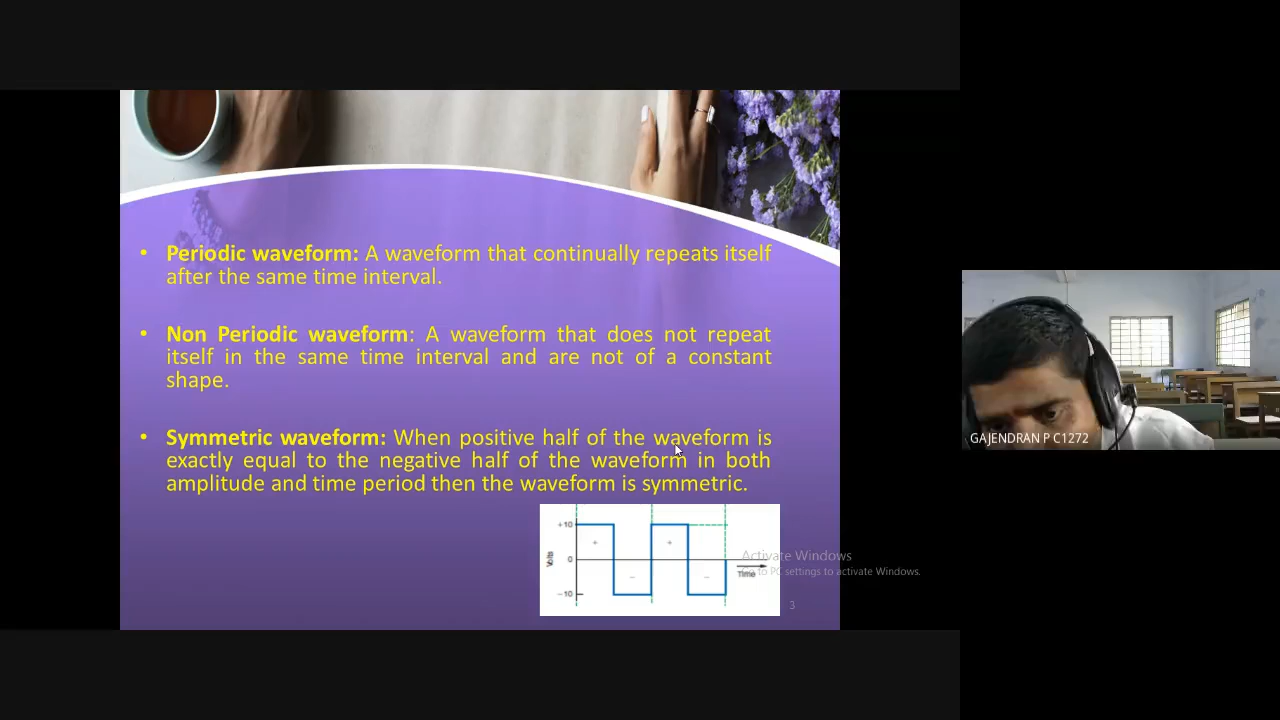 • Periodic waveform: A waveform that continually repeats itself
after the same time interval.
• Non Periodic waveform: A waveform that does not repeat
itself in the same time interval and are not of a constant
shape.
• Symmetric waveform: When positive half of the waveform is
exactly equal to the negative half of the waveform in both
amplitude and time period then the waveform is symmetric.
+10
+ +
Volts
0
Time
− −
−10
Activate Windows
Go to PC settings to activate Windows.
3
GAJENDRAN P C1272